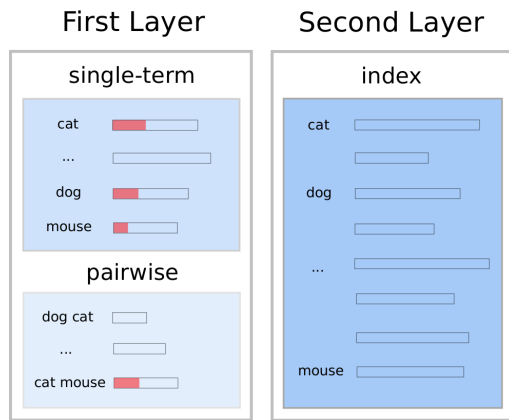 First Layer
single-term
cat
...
dog
mouse
pairwise
dog cat
...
cat mouse
Second Layer
index
cat
dog
...
mouse